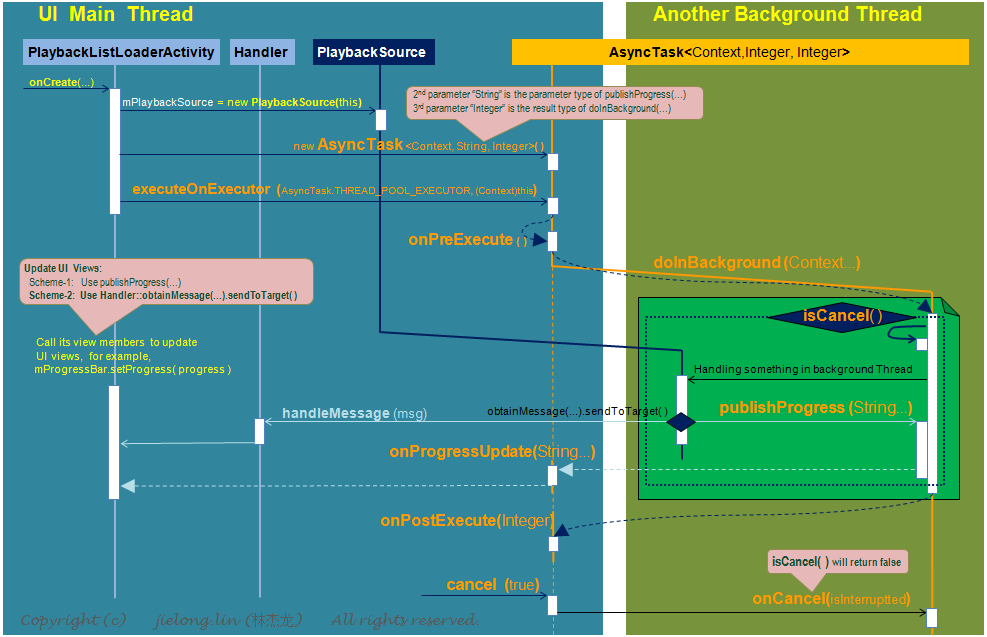 UI Main Thread
Another Background Thread
PlaybackListLoaderActivity
Handler
PlaybackSource
AsyncTask<Context,Integer, Integer>
onCreate(...)
mPlaybackSource = new PlaybackSource(this)
2nd parameter "String" is the parameter type of publishProgress(...)
3rd parameter "Integer" is the result type of doInBackground(...)
new AsyncTask <Context, String, Integer>( )
executeOnExecutor (AsyncTask.THREAD_POOL_EXECUTOR, (Context)this)
onPreExecute ( )
doInBackground (Context...)
Update UI Views:
Scheme-1: Use publishProgress(...)
Scheme-2: Use Handler::obtainMessage(...).sendToTarget( )
isCancel( )
Call its view members to update
UI views, for example,
mProgressBar.setProgress( progress )
Handling something in background Thread
handleMessage (msg)
obtainMessage(...).sendToTarget( )
publishProgress (String...)
onProgressUpdate(String...)
onPostExecute(Integer)
isCancel( ) will return false
cancel (true)
onCancel(isInterruptted)
Copyright (c) jielong.lin (林杰龙) All rights reserved.